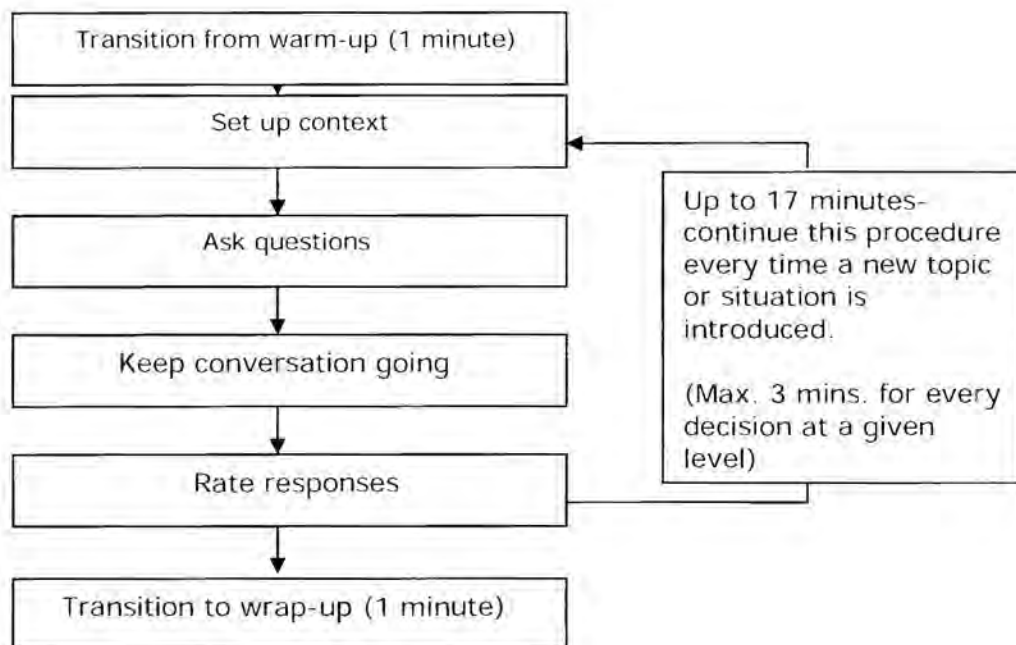 Transition from warm-up (1 minute)
Set up context
Ask questions
Keep conversation going
Rate responses
Transition to wrap-up (1 minute)
Up to 17 minutes-
continue this procedure
every time a new topic
or situation is
introduced.
(Max. 3 mins. for every
decision at a given
level)